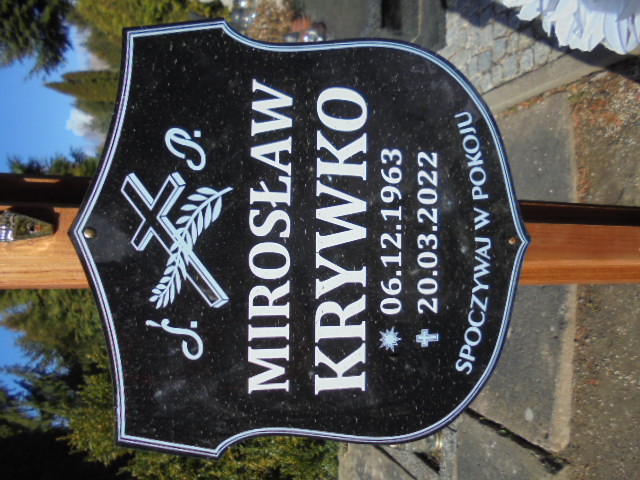 Ś. P.
MIROSŁAW
KRYWKO
06.12.1963
20.03.2022
SPOCZYWAJ W POKOJU